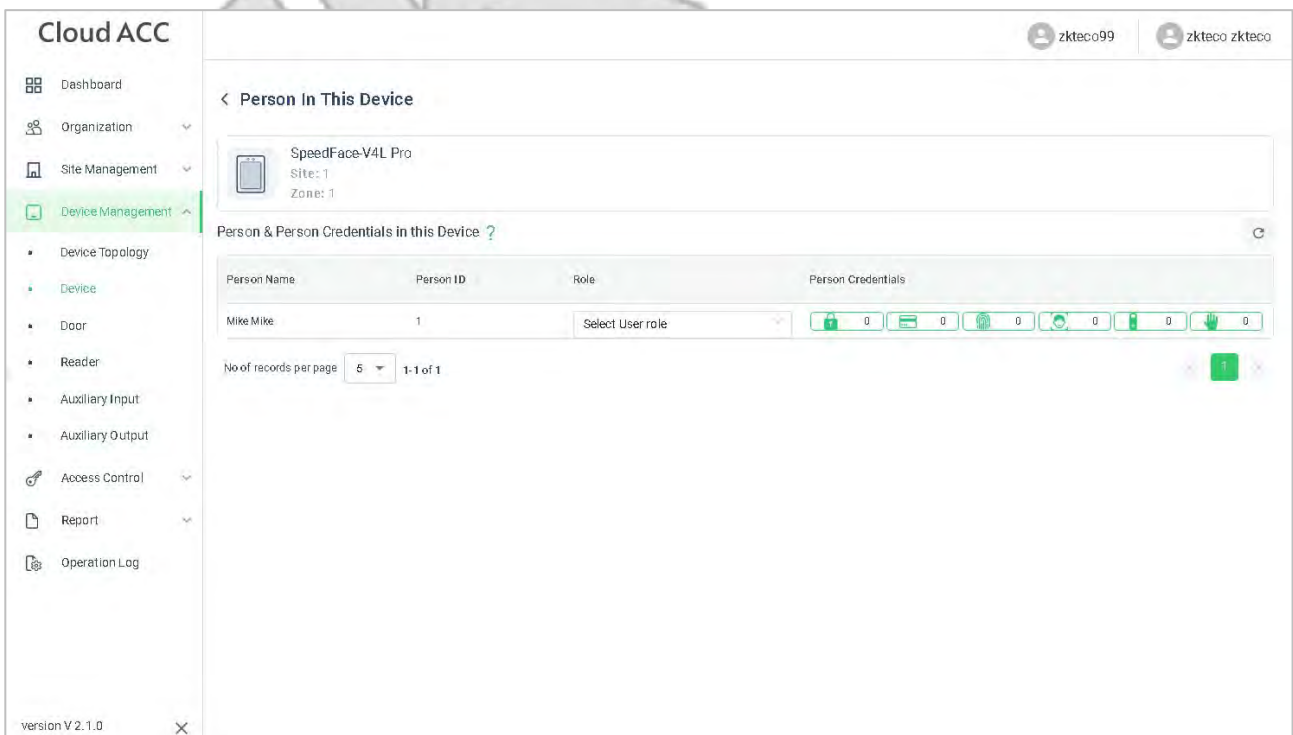 Cloud ACC
zkteco99
zkteco zkteco
Dashboard
Organization
Site Management
Device Management
Device Topology
Device
Door
Reader
Auxiliary Input
Auxiliary Output
Access Control
Report
Operation Log
version V 2.1.0
< Person In This Device
SpeedFace-V4L Pro
Site: 1
Zone: 1
Person & Person Credentials in this Device ?
Person Name Person ID Role Person Credentials
Mike Mike 1 Select User role 0 0 0 0 0 0
No of records per page 5 1-1 of 1 1